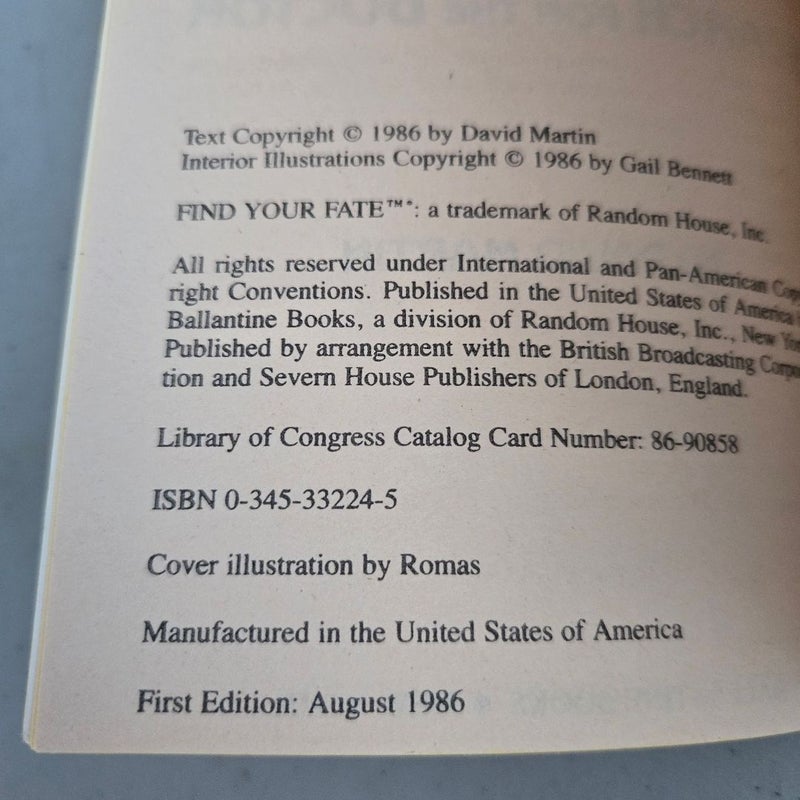 Text Copyright © 1986 by David Martin
Interior Illustrations Copyright © 1986 by Gail Bennett
FIND YOUR FATE™*: a trademark of Random House, Inc.
All rights reserved under International and Pan-American Cop
right Conventions. Published in the United States of America
Ballantine Books, a division of Random House, Inc., New Yor
Published by arrangement with the British Broadcasting Corpo
tion and Severn House Publishers of London, England.
Library of Congress Catalog Card Number: 86-90858
ISBN 0-345-33224-5
Cover illustration by Romas
Manufactured in the United States of America
First Edition: August 1986